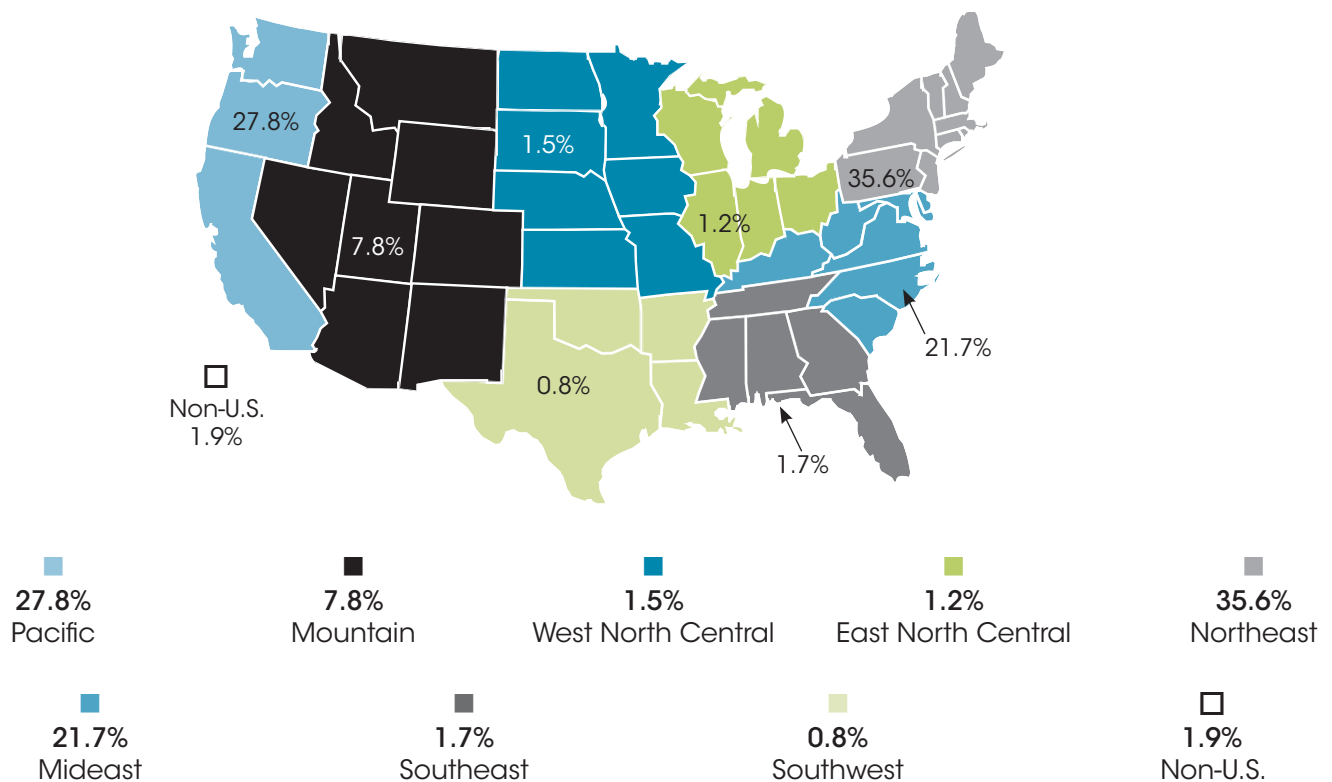 27.8%
1.5%
35.6%
1.2%
7.8%
21.7%
0.8%
Non-U.S.
1.9%
1.7%
27.8%
Pacific
7.8%
Mountain
1.5%
West North Central
1.2%
East North Central
35.6%
Northeast
21.7%
Mideast
1.7%
Southeast
0.8%
Southwest
1.9%
Non-U.S.